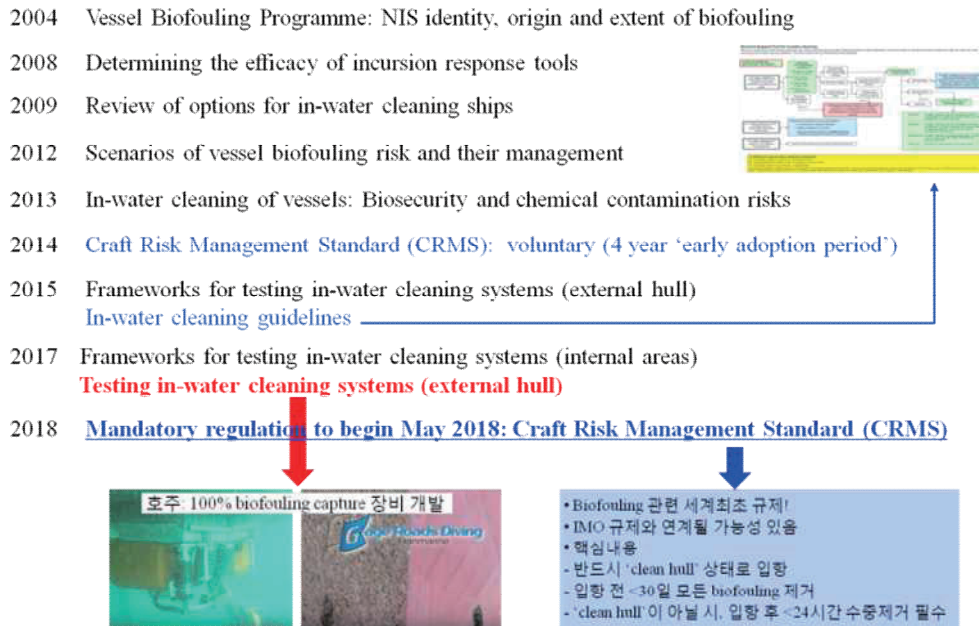 2004 Vessel Biofouling Programme: NIS identity, origin and extent of biofouling
2008 Determining the efficacy of incursion response tools
2009 Review of options for in-water cleaning ships
2012 Scenarios of vessel biofouling risk and their management
2013 In-water cleaning of vessels: Biosecurity and chemical contamination risks
2014 Craft Risk Management Standard (CRMS): voluntary (4 year ‘early adoption period’)
2015 Frameworks for testing in-water cleaning systems (external hull)
In-water cleaning guidelines
2017 Frameworks for testing in-water cleaning systems (internal areas)
Testing in-water cleaning systems (external hull)
2018 Mandatory regulation to begin May 2018: Craft Risk Management Standard (CRMS)
호주: 100% biofouling capture 장비 개발
Gage Roads Diving
• Biofouling 관련 세계최초 규제!
• IMO 규제와 연계될 가능성 있음
• 핵심내용
- 반드시 ‘clean hull’ 상태로 입항
- 입항 전 <30일 모든 biofouling 제거
- ‘clean hull’이 아닐 시, 입항 후 <24시간 수중제거 필수